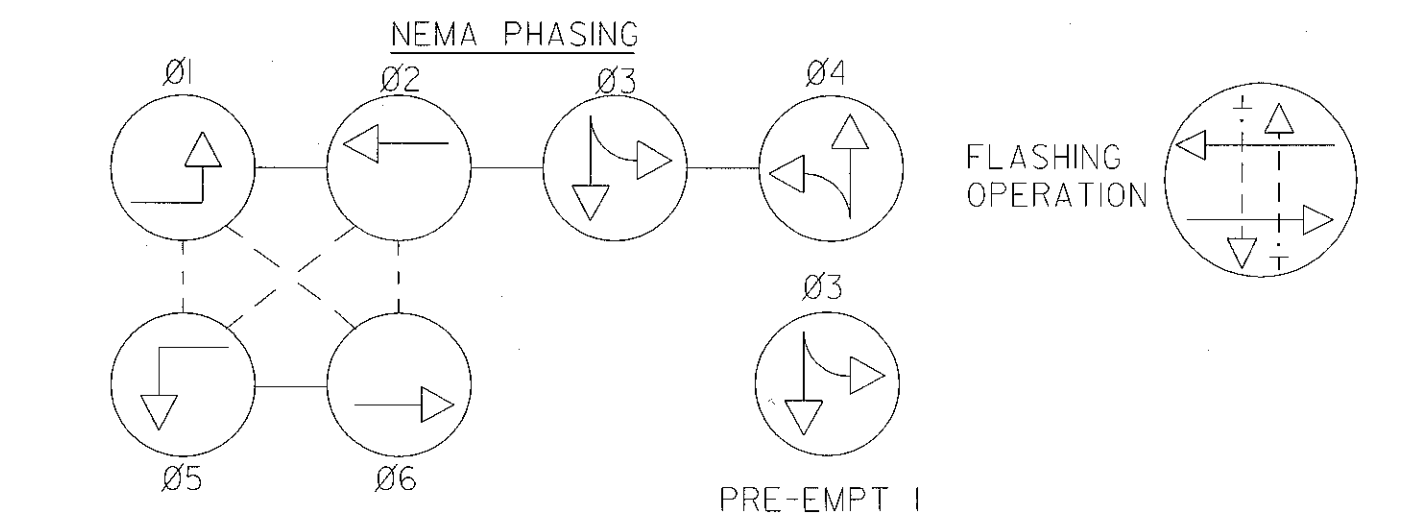 NEMA PHASING
Ø1
Ø2
Ø3
Ø4
FLASHING
OPERATION
Ø3
Ø5
Ø6
PRE-EMPT 1